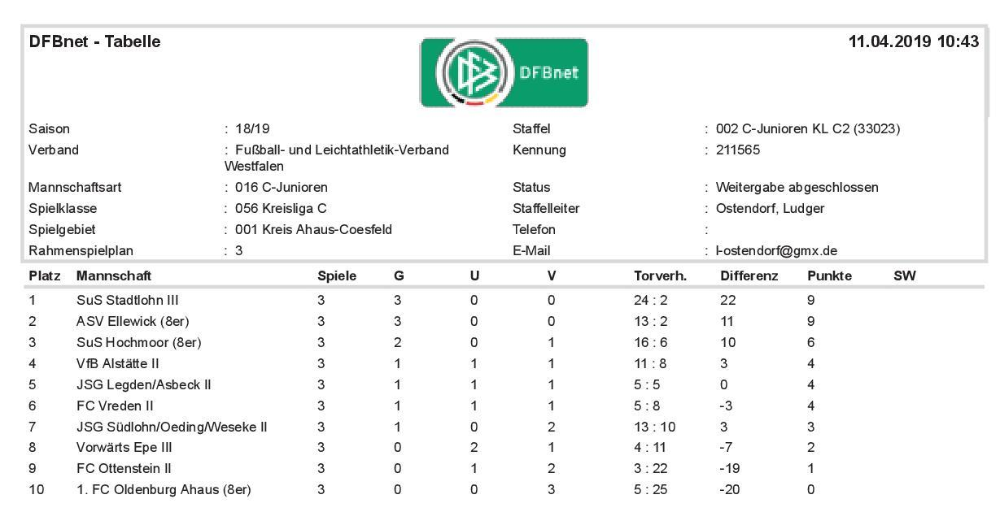 DFBnet - Tabelle
11.04.2019 10:43
DFB DFBnet
Saison : 18/19 Staffel : 002 C-Junioren KL C2 (33023)
Verband : Fußball- und Leichtathletik-Verband Kennung : 211565
Westfalen
Mannschaftsart : 016 C-Junioren Status : Weitergabe abgeschlossen
Spielklasse : 056 Kreisliga C Staffelleiter : Ostendorf, Ludger
Spielgebiet : 001 Kreis Ahaus-Coesfeld Telefon :
Rahmenspielplan : 3 E-Mail : l-ostendorf@gmx.de
Platz Mannschaft Spiele G U V Torverh. Differenz Punkte SW
1 SuS Stadtlohn III 3 3 0 0 24 : 2 22 9
2 ASV Ellewick (8er) 3 3 0 0 13 : 2 11 9
3 SuS Hochmoor (8er) 3 2 0 1 16 : 6 10 6
4 VfB Alstätte II 3 1 1 1 11 : 8 3 4
5 JSG Legden/Asbeck II 3 1 1 1 5 : 5 0 4
6 FC Vreden II 3 1 1 1 5 : 8 -3 4
7 JSG Südlohn/Oeding/Weseke II 3 1 0 2 13 : 10 3 3
8 Vorwärts Epe III 3 0 2 1 4 : 11 -7 2
9 FC Ottenstein II 3 0 1 2 3 : 22 -19 1
10 1. FC Oldenburg Ahaus (8er) 3 0 0 3 5 : 25 -20 0